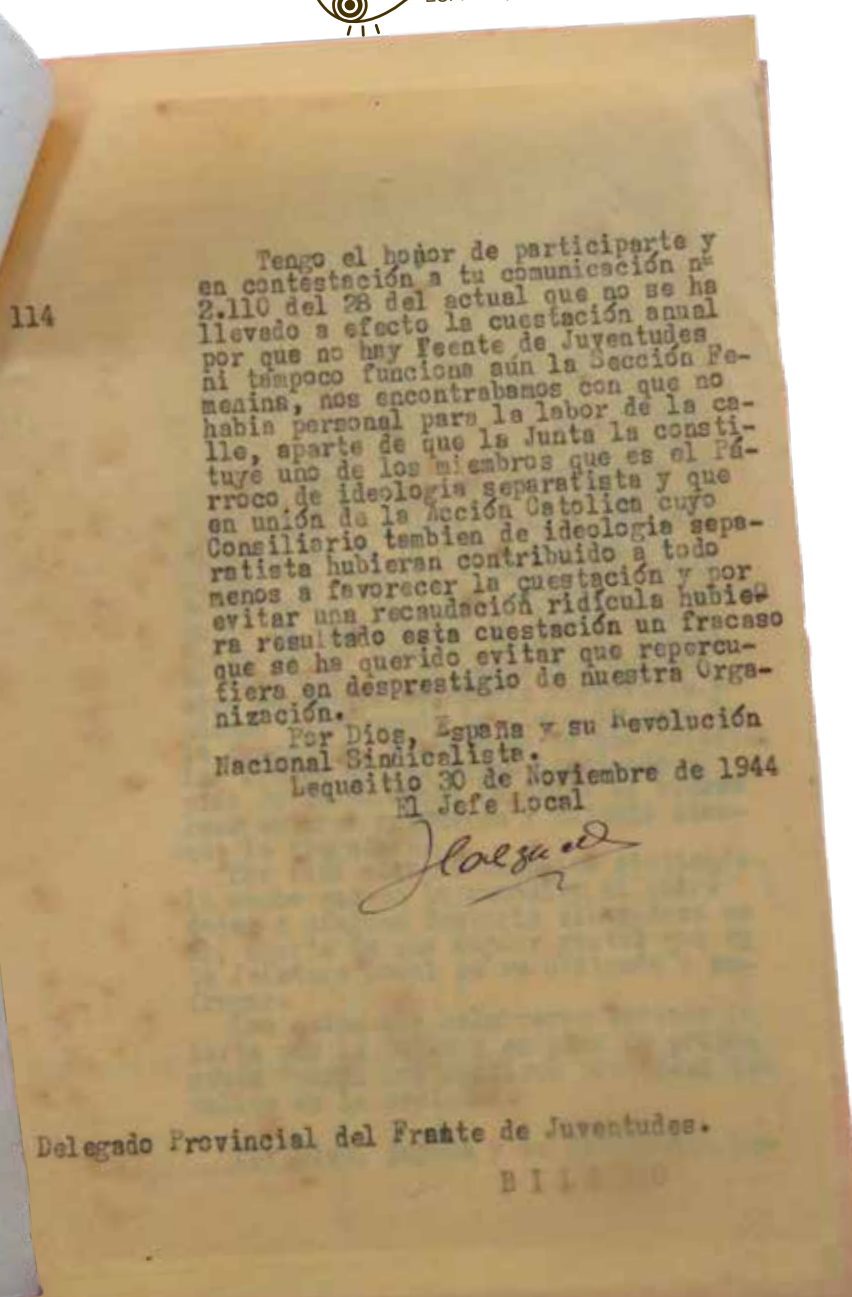 Tengo el honor de participarte y
en contestación a tu comunicación nº
2.110 del 28 del actual que no se ha
114
llevado a efecto la cuestación anual
por que no hay Feente de Juventudes
ni tampoco funciona aún la Sección Fe-
menina, nos encontrabamos con que no
habia personal para la labor de la ca-
lle, aparte de que la Junta la consti-
tuye uno de los miembros que es el Pá-
rroco de ideologia separatista y que
en unión de la Acción Catolica cuyo
Consiliario tambien de ideologia sepa-
ratista hubieran contribuido a todo
menos a favorecer la cuestación y por
evitar una recaudación ridícula hubie-
ra resultado esta cuestación un fracaso
que se ha querido evitar que repercu-
tiera en desprestigio de nuestra Orga-
nización.
Por Dios, España y su Revolución
Nacional Sindicalista.
Lequeitio 30 de Noviembre de 1944
El Jefe Local
Delegado Provincial del Frente de Juventudes.